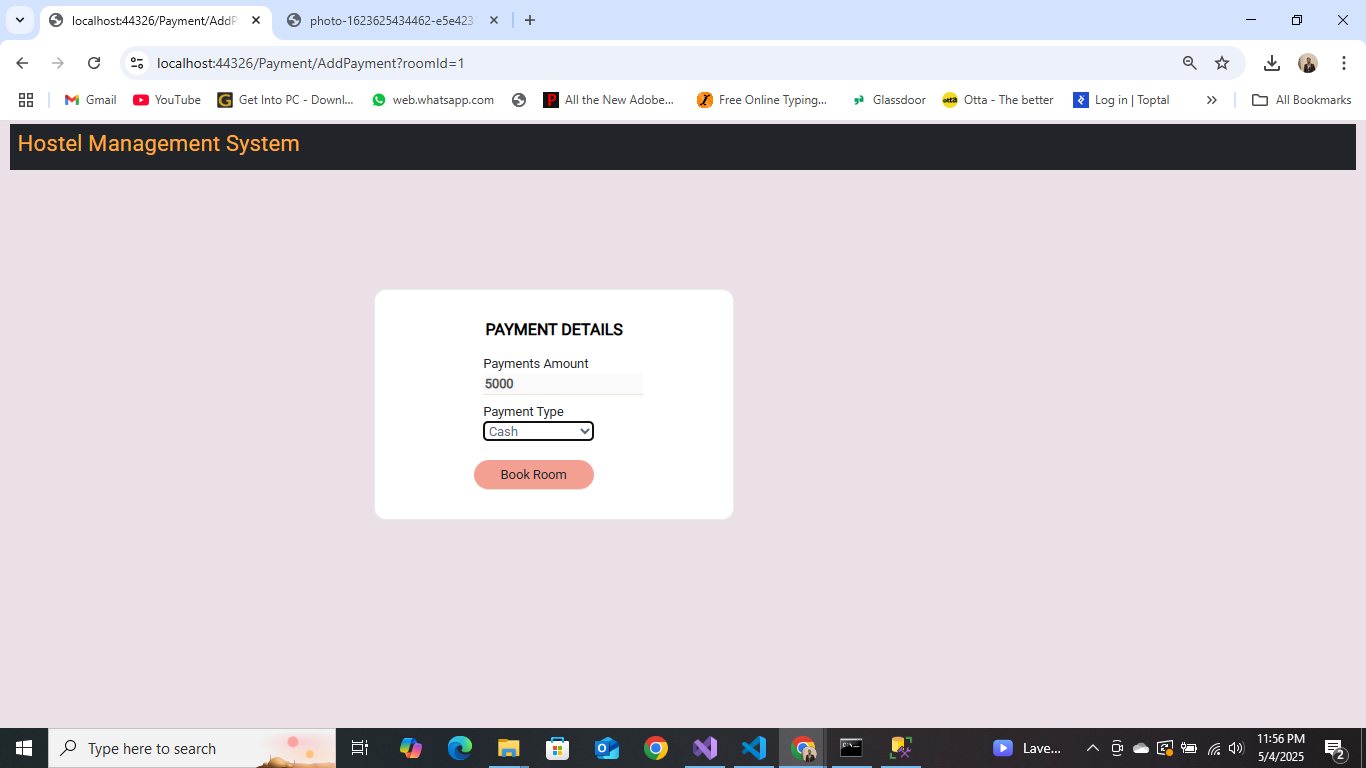 localhost:44326/Payment/AddP
photo-1623625434462-e5e423
localhost:44326/Payment/AddPayment?roomId=1
Gmail
YouTube
Get Into PC - Downl...
web.whatsapp.com
All the New Adobe...
Free Online Typing...
Glassdoor
Otta - The better
Log in | Toptal
All Bookmarks
Hostel Management System
PAYMENT DETAILS
Payments Amount
5000
Payment Type
Cash
Book Room
Type here to search
Lave...
11:56 PM
5/4/2025
2